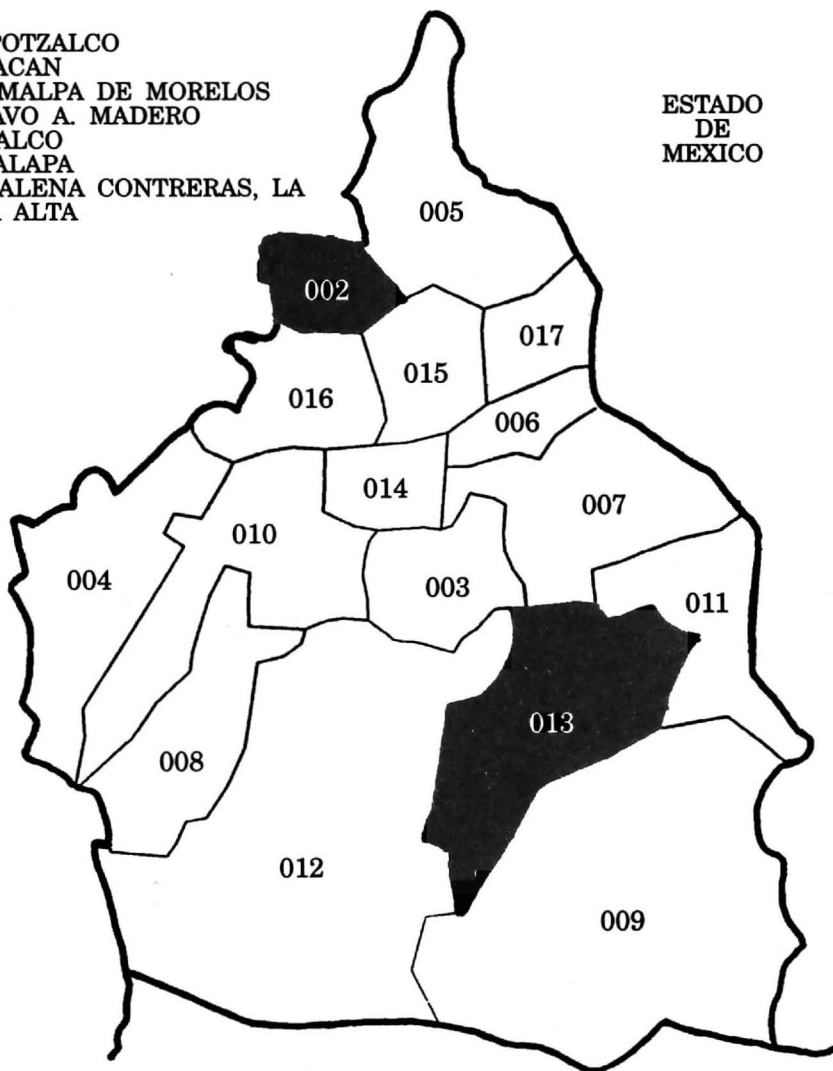 POTZALCO
ACAN
MALPA DE MORELOS
AVO A. MADERO
ALCO
ALAPA
ALENA CONTRERAS, LA
ALTA
ESTADO
DE
MEXICO
005
002
017
015
016
006
014
007
010
003
004
011
013
008
012
009